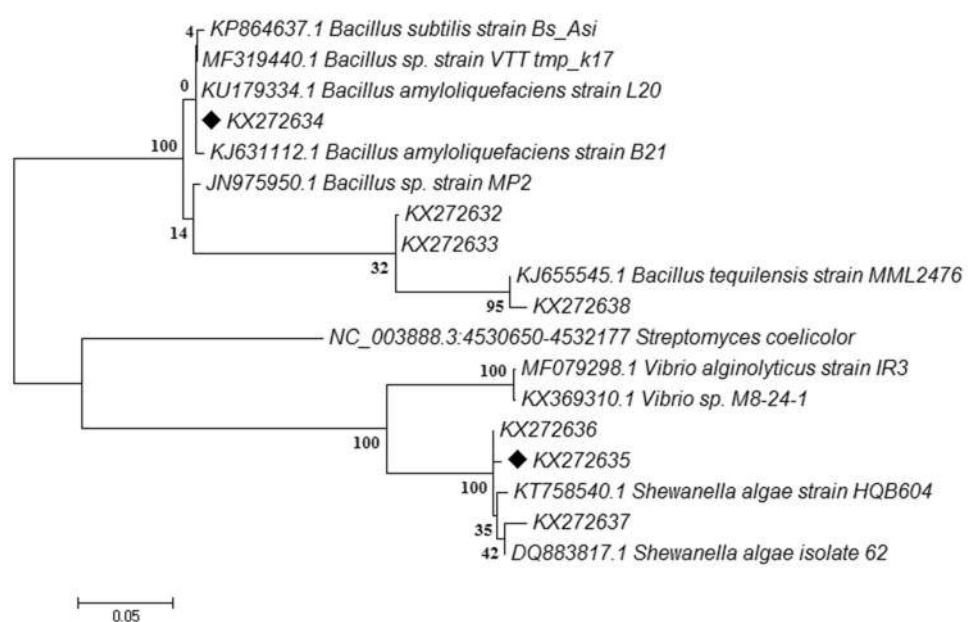 4 KP864637.1 Bacillus subtilis strain Bs_Asi
MF319440.1 Bacillus sp. strain VTT tmp_k17
0 KU179334.1 Bacillus amyloliquefaciens strain L20
KX272634
100 KJ631112.1 Bacillus amyloliquefaciens strain B21
JN975950.1 Bacillus sp. strain MP2
KX272632
14
KX272633
32
KJ655545.1 Bacillus tequilensis strain MML2476
95 KX272638
NC_003888.3:4530650-4532177 Streptomyces coelicolor
100 MF079298.1 Vibrio alginolyticus strain IR3
KX369310.1 Vibrio sp. M8-24-1
KX272636
100
KX272635
100
KT758540.1 Shewanella algae strain HQB604
35 KX272637
42 DQ883817.1 Shewanella algae isolate 62
0.05